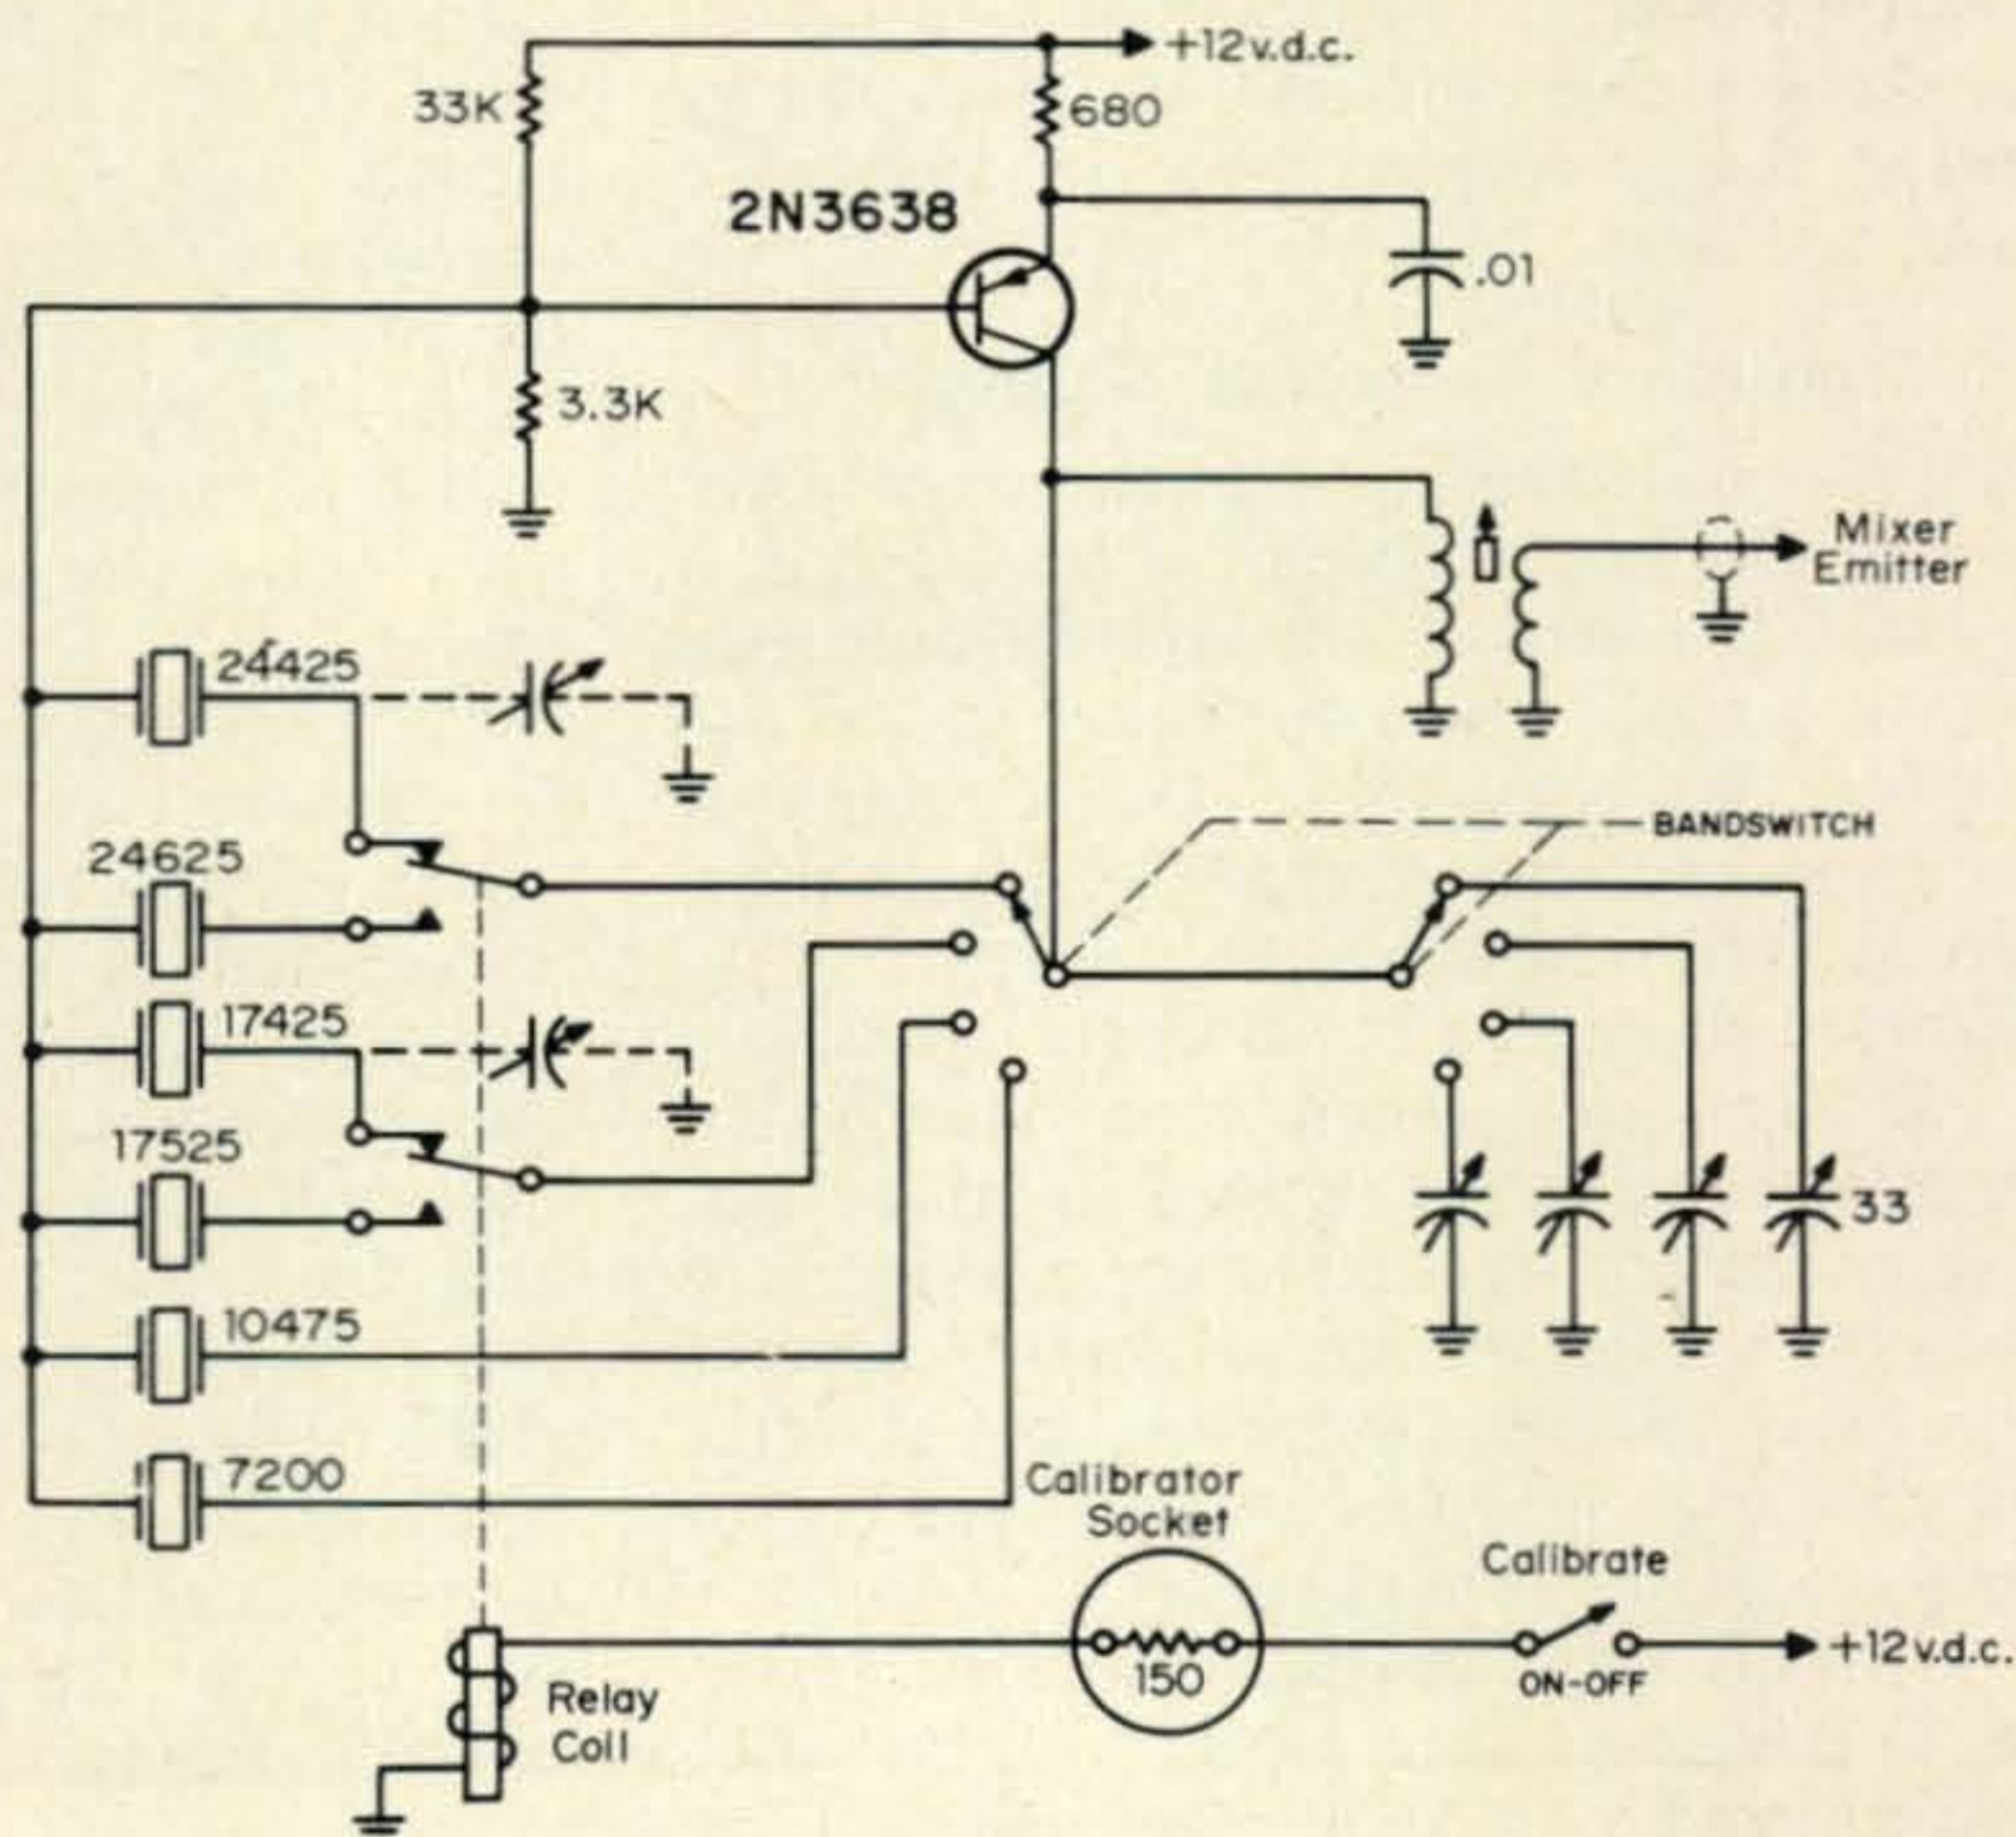 +12v.d.c.
33K
680
2N3638
.01
3.3K
Mixer
Emitter
24425
BANDSWITCH
24625
17425
17525
33
10475
7200
Calibrator
Socket
Calibrate
150
+12v.d.c.
ON-OFF
Relay
Coil